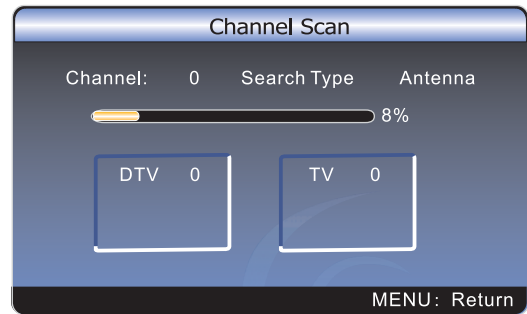 Channel Scan
Channel: 0 Search Type Antenna
8%
DTV 0 TV 0
MENU: Return